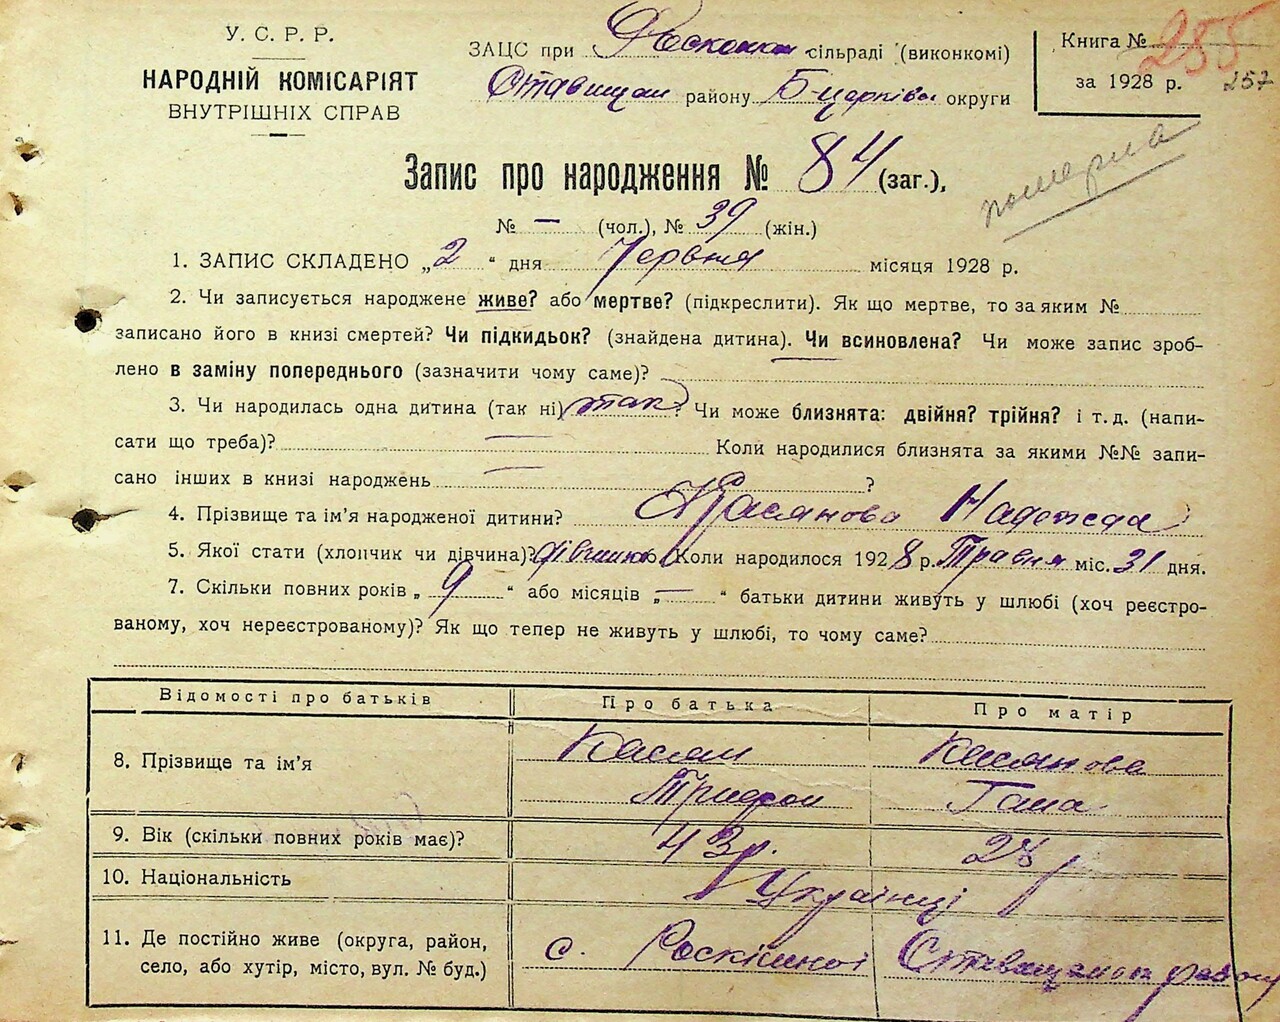 У. С. Р. Р.
НАРОДНІЙ КОМІСАРІЯТ
ВНУТРІШНІХ СПРАВ
ЗАЦС при сільраді (виконкомі)
Ставищан району Б-церківс округи
Книга № 255
за 1928 р. 257
померла
Запис про народження № 84 (заг.),
№ — (чол.), № 39 (жін.)
1. ЗАПИС СКЛАДЕНО „2“ дня Червня місяця 1928 р.
2. Чи записується народжене живе? або мертве? (підкреслити). Як що мертве, то за яким №
записано його в книзі смертей? Чи підкидьок? (знайдена дитина). Чи всиновлена? Чи може запис зроб-
лено в заміну попереднього (зазначити чому саме)?
3. Чи народилась одна дитина (так ні) так? Чи може близнята: двійня? трійня? і т. д. (напи-
сати що треба)? — Коли народилися близнята за якими №№ запи-
сано інших в книзі народжень — ?
4. Прізвище та ім’я народженої дитини? Касянова Надежда
5. Якої стати (хлопчик чи дівчина)? дівчина 6. Коли народилося 1928 р. Травня міс. 31 дня.
7. Скільки повних років „9“ або місяців „—“ батьки дитини живуть у шлюбі (хоч реєстро-
ваному, хоч нереєстрованому)? Як що тепер не живуть у шлюбі, то чому саме?
Відомості про батьків Про батька Про матір
8. Прізвище та ім’я Касян Касянова
Трифон Гана
9. Вік (скільки повних років має)? 43 р. 28
10. Національність Українці
11. Де постійно живе (округа, район, с. Роскішної Ставищанськ району
село, або хутір, місто, вул. № буд.)